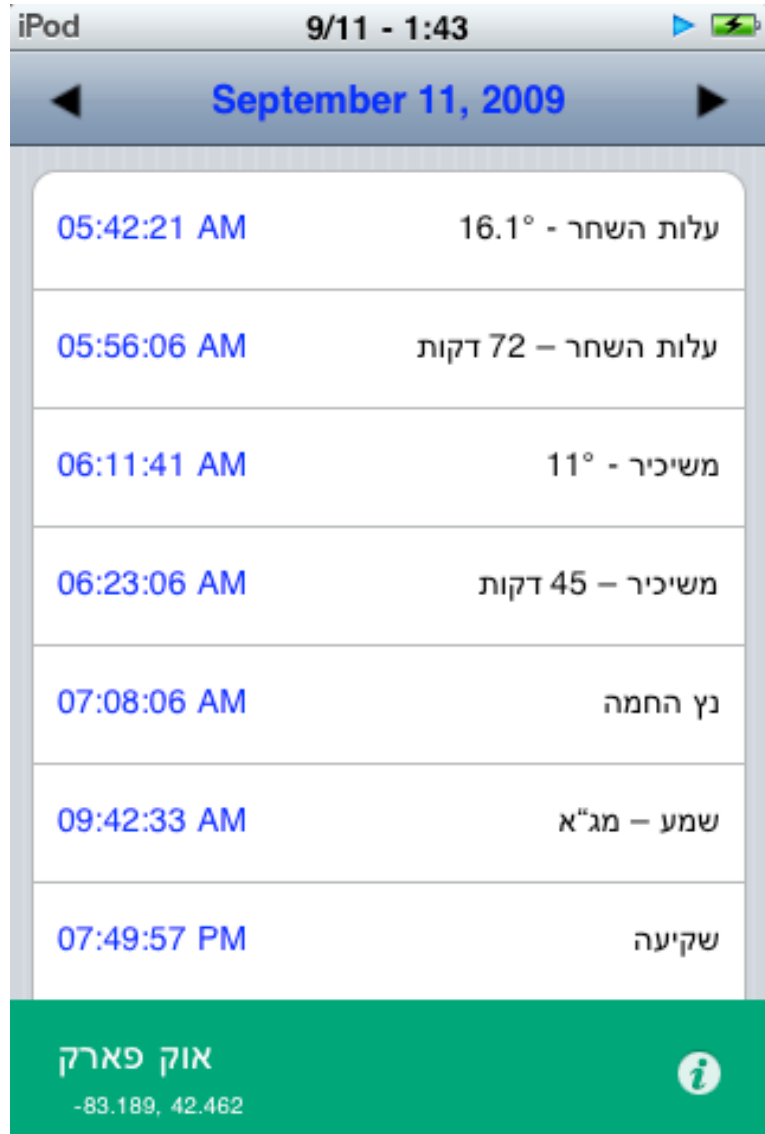 iPod 9/11 - 1:43
September 11, 2009
05:42:21 AM עלות השחר - 16.1°
05:56:06 AM עלות השחר – 72 דקות
06:11:41 AM משיכיר - 11°
06:23:06 AM משיכיר – 45 דקות
07:08:06 AM נץ החמה
09:42:33 AM שמע – מג“א
07:49:57 PM שקיעה
אוק פארק
-83.189, 42.462